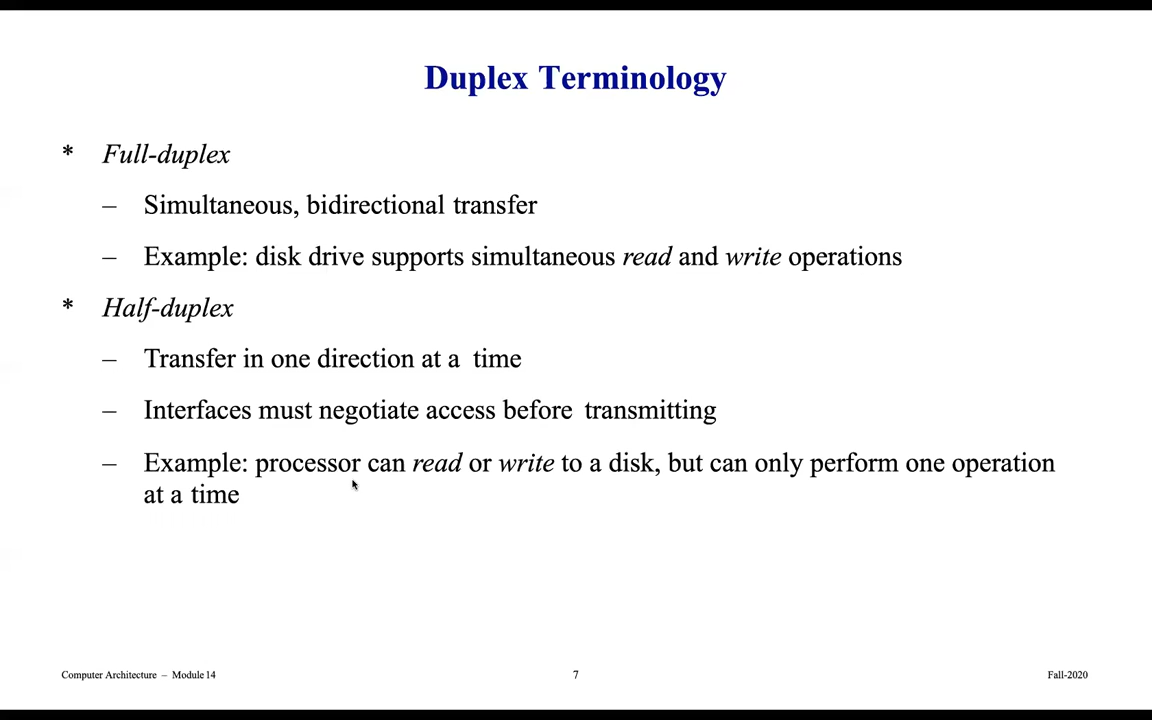 Duplex Terminology
* Full-duplex
– Simultaneous, bidirectional transfer
– Example: disk drive supports simultaneous read and write operations
* Half-duplex
– Transfer in one direction at a time
– Interfaces must negotiate access before transmitting
– Example: processor can read or write to a disk, but can only perform one operation
at a time
Computer Architecture – Module 14 7 Fall-2020